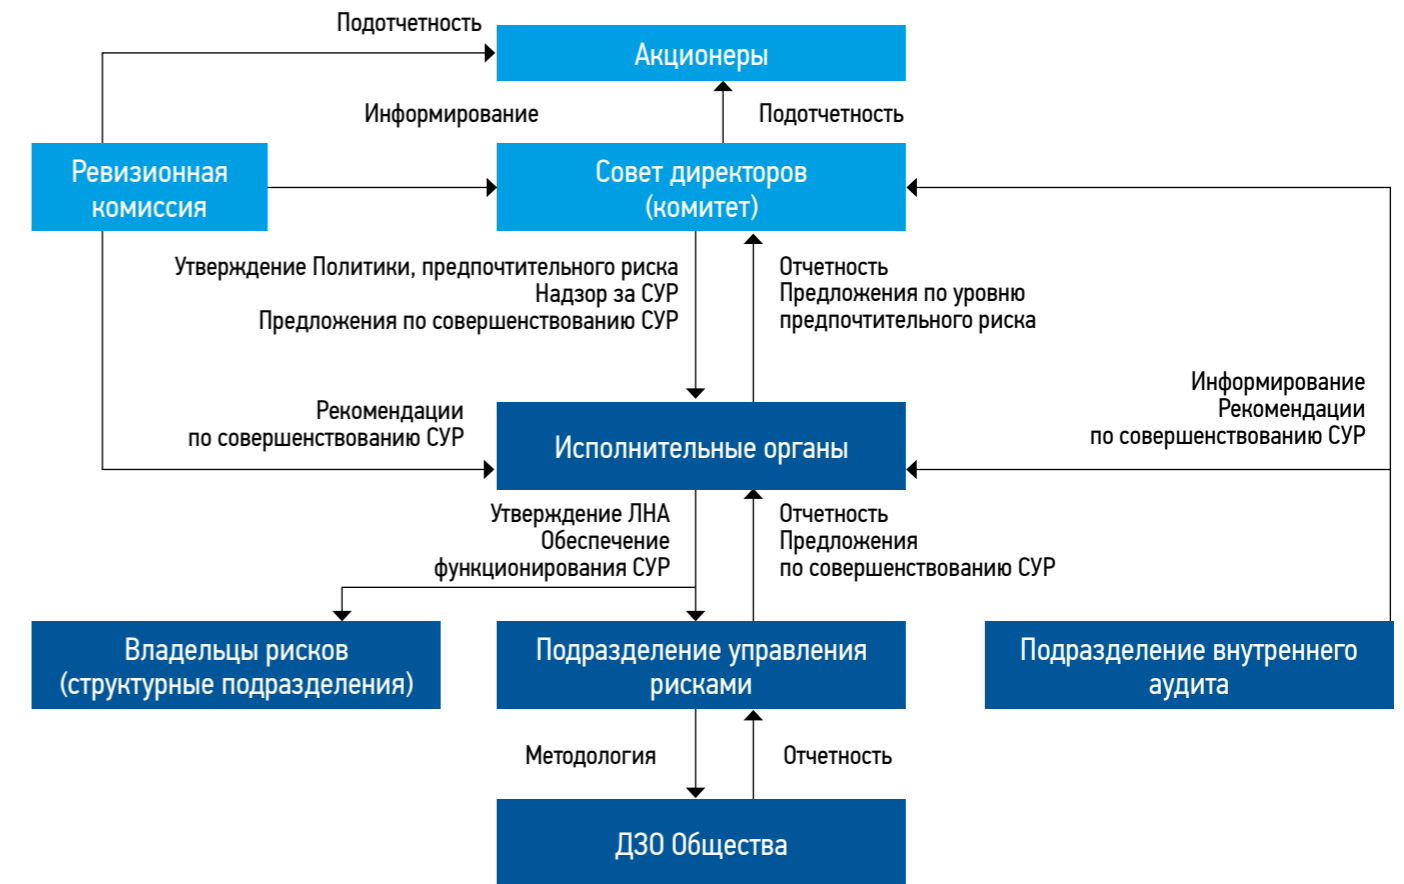 Подотчетность
Акционеры
Информирование
Подотчетность
Ревизионная
комиссия
Совет директоров
(комитет)
Утверждение Политики, предпочтительного риска
Надзор за СУР
Предложения по совершенствованию СУР
Отчетность
Предложения по уровню
предпочтительного риска
Информирование
Рекомендации
по совершенствованию СУР
Рекомендации
по совершенствованию СУР
Исполнительные органы
Утверждение ЛНА
Обеспечение
функционирования СУР
Отчетность
Предложения
по совершенствованию СУР
Владельцы рисков
(структурные подразделения)
Подразделение управления
рисками
Подразделение внутреннего
аудита
Методология
Отчетность
ДЗО Общества